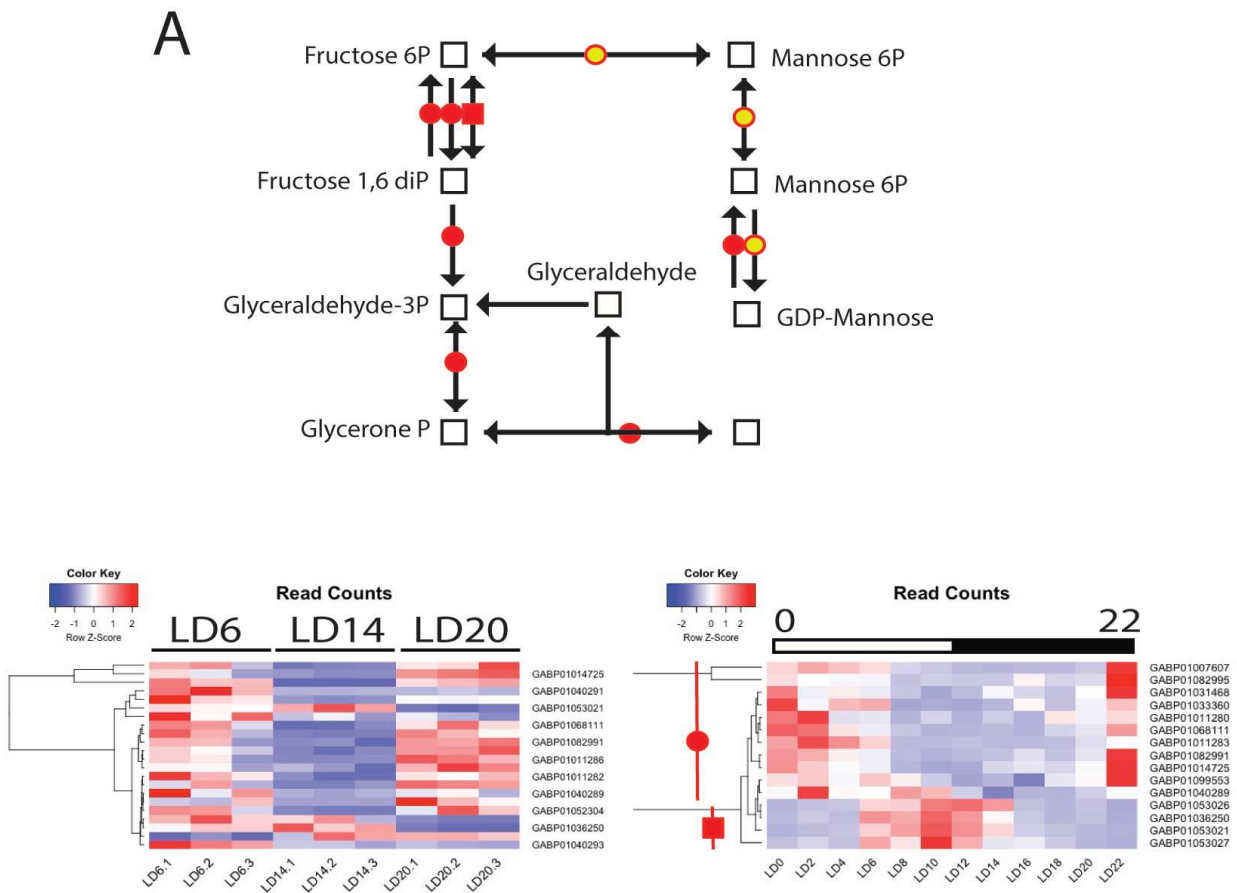 A
Fructose 6P
Mannose 6P
Fructose 1,6 diP
Mannose 6P
Glyceraldehyde
Glyceraldehyde-3P
GDP-Mannose
Glycerone P
Color Key
-2 -1 0 1 2
Row Z-Score
Read Counts
LD6 LD14 LD20
GABP01014725
GABP01040291
GABP01053021
GABP01068111
GABP01082991
GABP01011286
GABP01011282
GABP01040289
GABP01052304
GABP01036250
GABP01040293
LD6.1 LD6.2 LD6.3 LD14.1 LD14.2 LD14.3 LD20.1 LD20.2 LD20.3
Color Key
-2 -1 0 1 2
Row Z-Score
Read Counts
0 22
GABP01007607
GABP01082995
GABP01031468
GABP01033360
GABP01011280
GABP01068111
GABP01011283
GABP01082991
GABP01014725
GABP01099553
GABP01040289
GABP01053026
GABP01036250
GABP01053021
GABP01053027
LD0 LD2 LD4 LD6 LD8 LD10 LD12 LD14 LD16 LD18 LD20 LD22